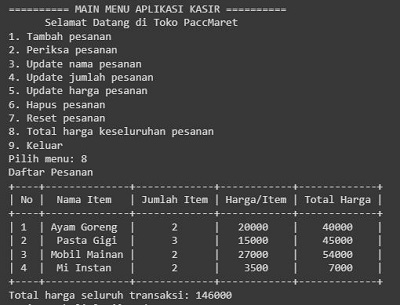 ========== MAIN MENU APLIKASI KASIR ==========
Selamat Datang di Toko PaccMaret
1. Tambah pesanan
2. Periksa pesanan
3. Update nama pesanan
4. Update jumlah pesanan
5. Update harga pesanan
6. Hapus pesanan
7. Reset pesanan
8. Total harga keseluruhan pesanan
9. Keluar
Pilih menu: 8
Daftar Pesanan
+----+--------------+-------------+------------+-------------+
| No | Nama Item | Jumlah Item | Harga/Item | Total Harga |
+----+--------------+-------------+------------+-------------+
| 1 | Ayam Goreng | 2 | 20000 | 40000 |
| 2 | Pasta Gigi | 3 | 15000 | 45000 |
| 3 | Mobil Mainan | 2 | 27000 | 54000 |
| 4 | Mi Instan | 2 | 3500 | 7000 |
+----+--------------+-------------+------------+-------------+
Total harga seluruh transaksi: 146000